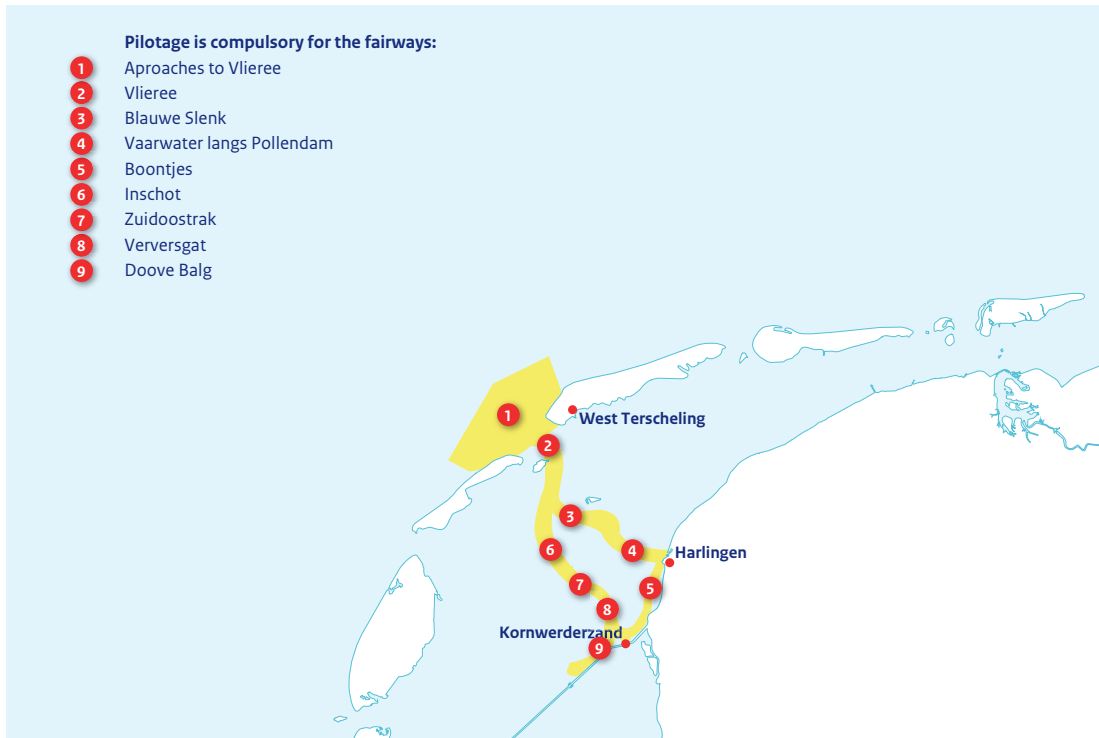 Pilotage is compulsory for the fairways:
1 Aproaches to Vlieree
2 Vlieree
3 Blauwe Slenk
4 Vaarwater langs Pollendam
5 Boontjes
6 Inschot
7 Zuidoostrak
8 Verversgat
9 Doove Balg
1
West Terscheling
2
3
6
4
Harlingen
7
5
8
Kornwerderzand
9